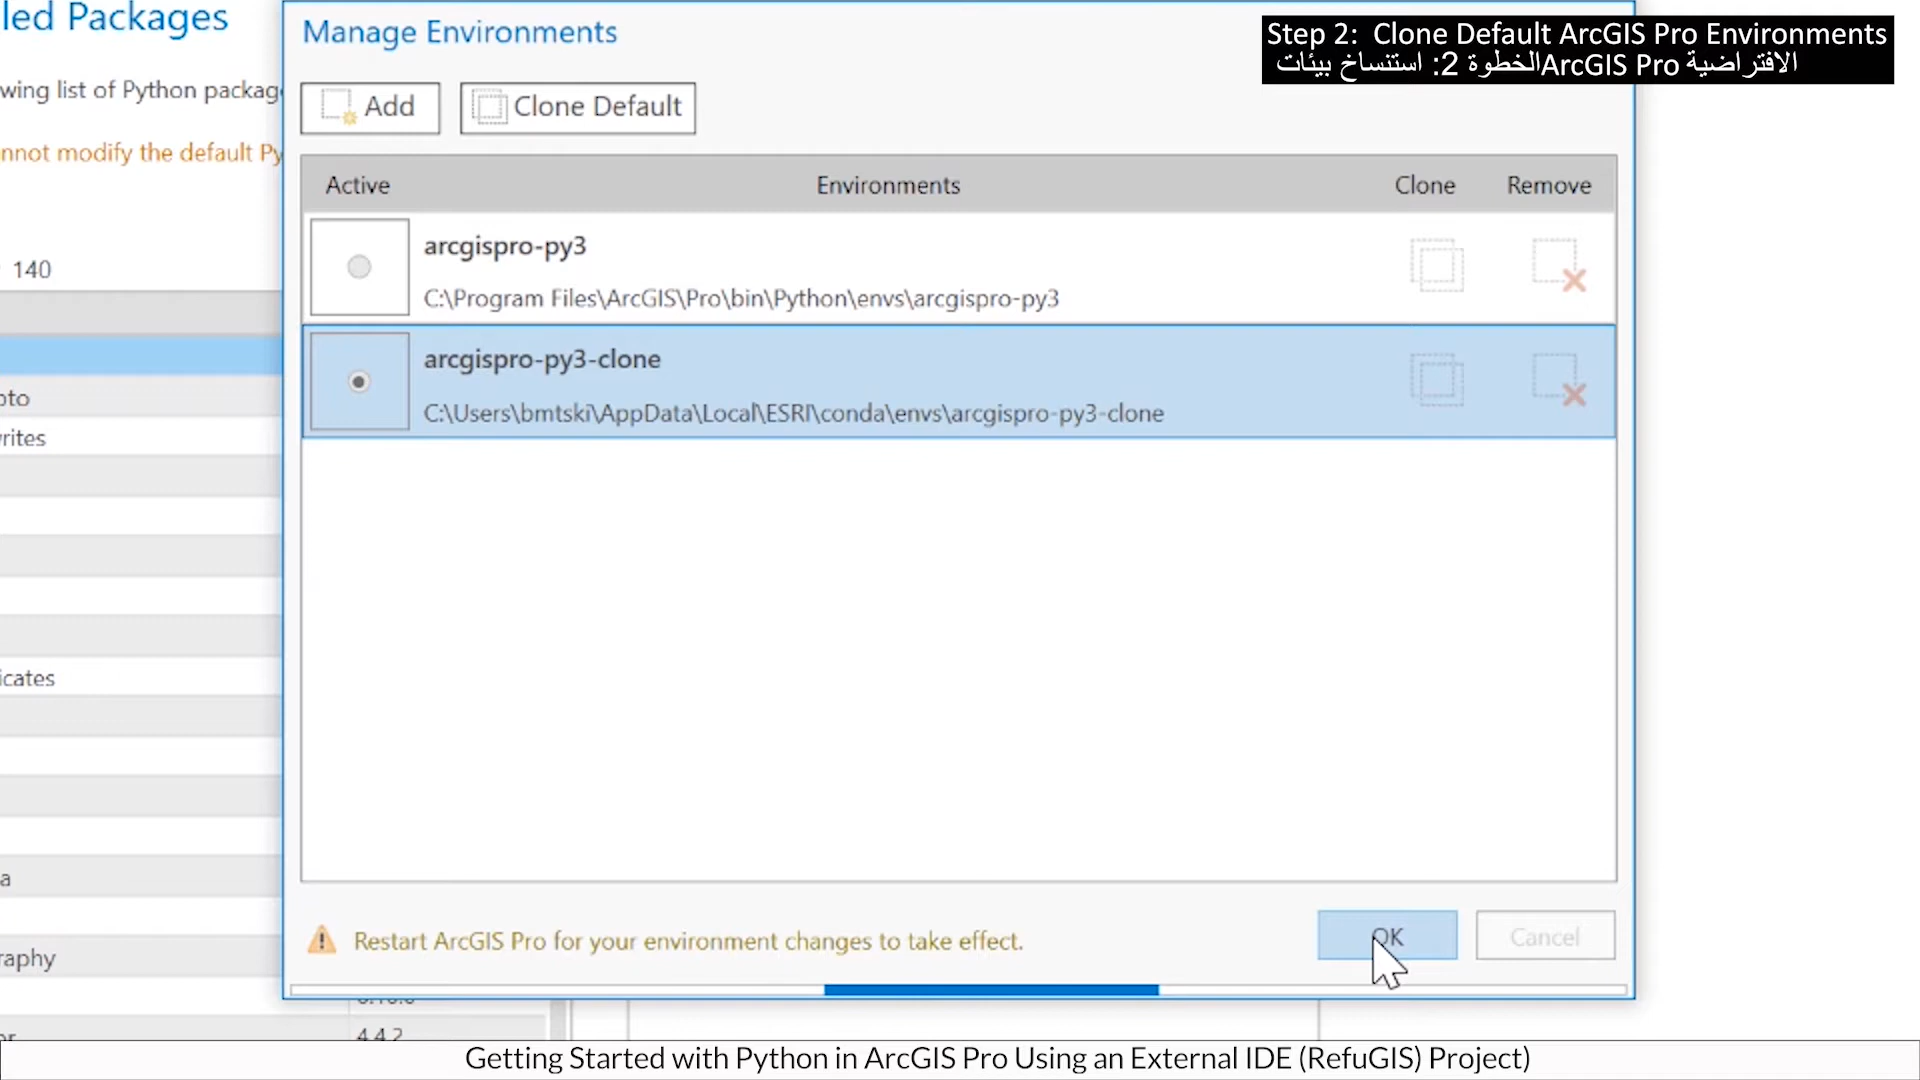 led Packages
wing list of Python packag
nnot modify the default Py
140
oto
rites
icates
a
raphy
4.4.2
Manage Environments
Add
Clone Default
Active Environments Clone Remove
arcgispro-py3
C:\Program Files\ArcGIS\Pro\bin\Python\envs\arcgispro-py3
arcgispro-py3-clone
C:\Users\bmtski\AppData\Local\ESRI\conda\envs\arcgispro-py3-clone
Restart ArcGIS Pro for your environment changes to take effect.
OK
Cancel
Step 2: Clone Default ArcGIS Pro Environments
الخطوة 2: استنساخ بيئات ArcGIS Pro الافتراضية
Getting Started with Python in ArcGIS Pro Using an External IDE (RefuGIS) Project)